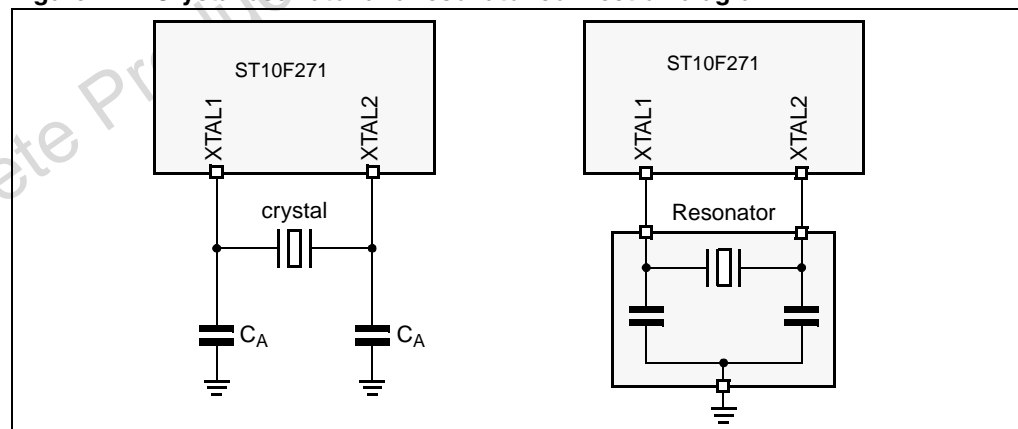 ST10F271
XTAL1
XTAL2
crystal
CA
CA
ST10F271
XTAL1
XTAL2
Resonator